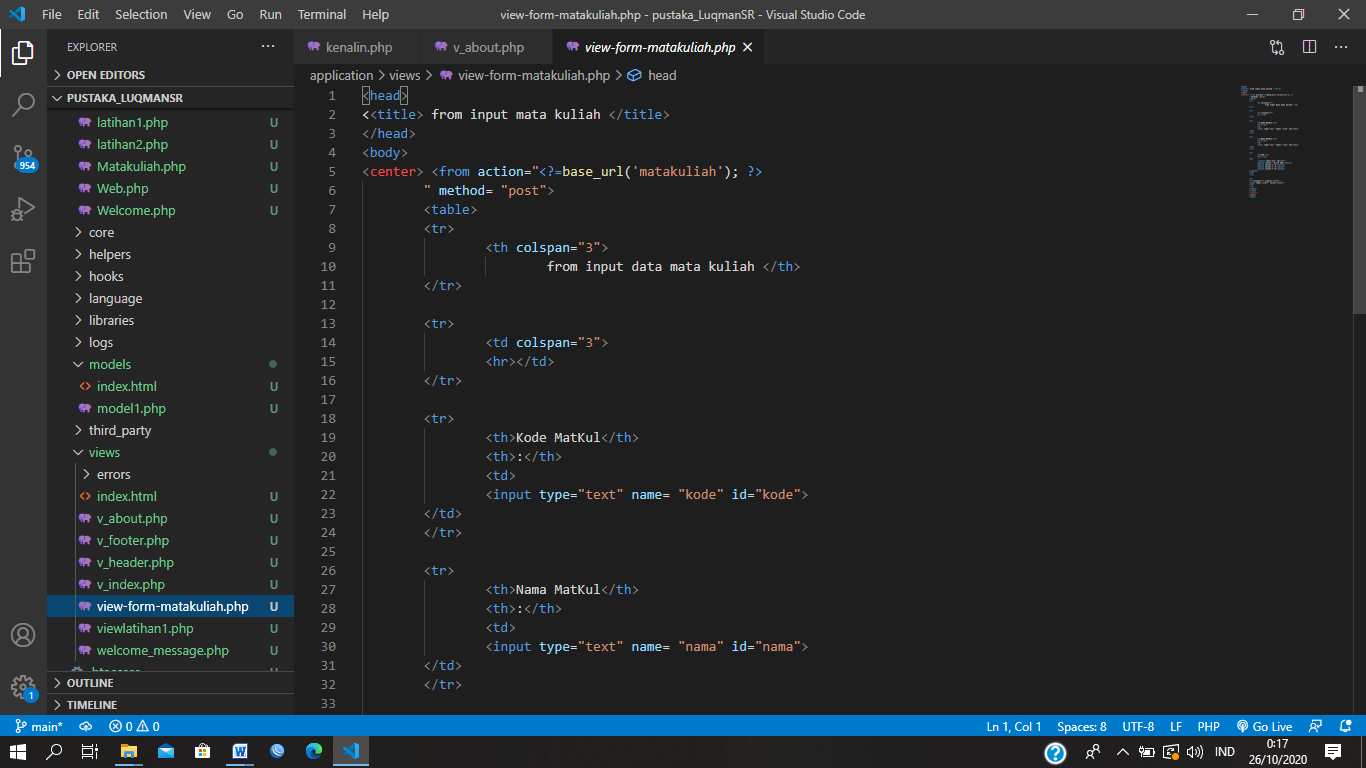 File Edit Selection View Go Run Terminal Help
view-form-matakuliah.php - pustaka_LuqmanSR - Visual Studio Code
EXPLORER
OPEN EDITORS
PUSTAKA_LUQMANSR
latihan1.php U
latihan2.php U
Matakuliah.php U
Web.php U
Welcome.php U
core
helpers
hooks
language
libraries
logs
models
index.html U
model1.php U
third_party
views
errors
index.html U
v_about.php U
v_footer.php U
v_header.php U
v_index.php U
view-form-matakuliah.php U
viewlatihan1.php U
welcome_message.php U
OUTLINE
TIMELINE
954
1
kenalin.php v_about.php view-form-matakuliah.php
application > views > view-form-matakuliah.php > head
1 <head>
2 <<title> from input mata kuliah </title>
3 </head>
4 <body>
5 <center> <from action="<?=base_url('matakuliah'); ?>
6 " method= "post">
7 <table>
8 <tr>
9 <th colspan="3">
10 from input data mata kuliah </th>
11 </tr>
12
13 <tr>
14 <td colspan="3">
15 <hr></td>
16 </tr>
17
18 <tr>
19 <th>Kode MatKul</th>
20 <th>:</th>
21 <td>
22 <input type="text" name= "kode" id="kode">
23 </td>
24 </tr>
25
26 <tr>
27 <th>Nama MatKul</th>
28 <th>:</th>
29 <td>
30 <input type="text" name= "nama" id="nama">
31 </td>
32 </tr>
33
main* 0 0 Ln 1, Col 1 Spaces: 8 UTF-8 LF PHP Go Live
IND 0:17
26/10/2020